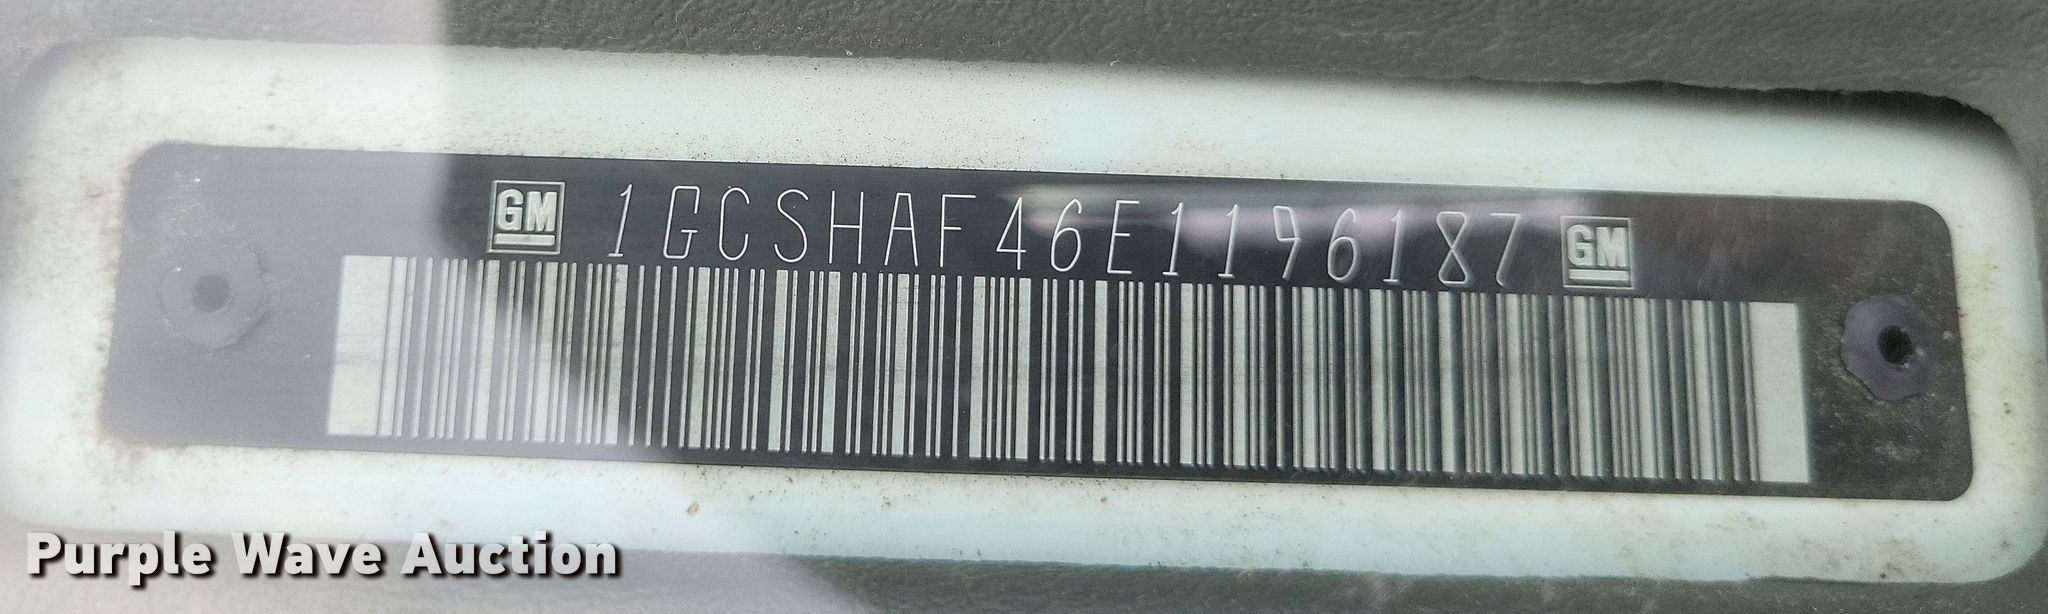 GM 1GCSHAF46E1196187 GM
Purple Wave Auction